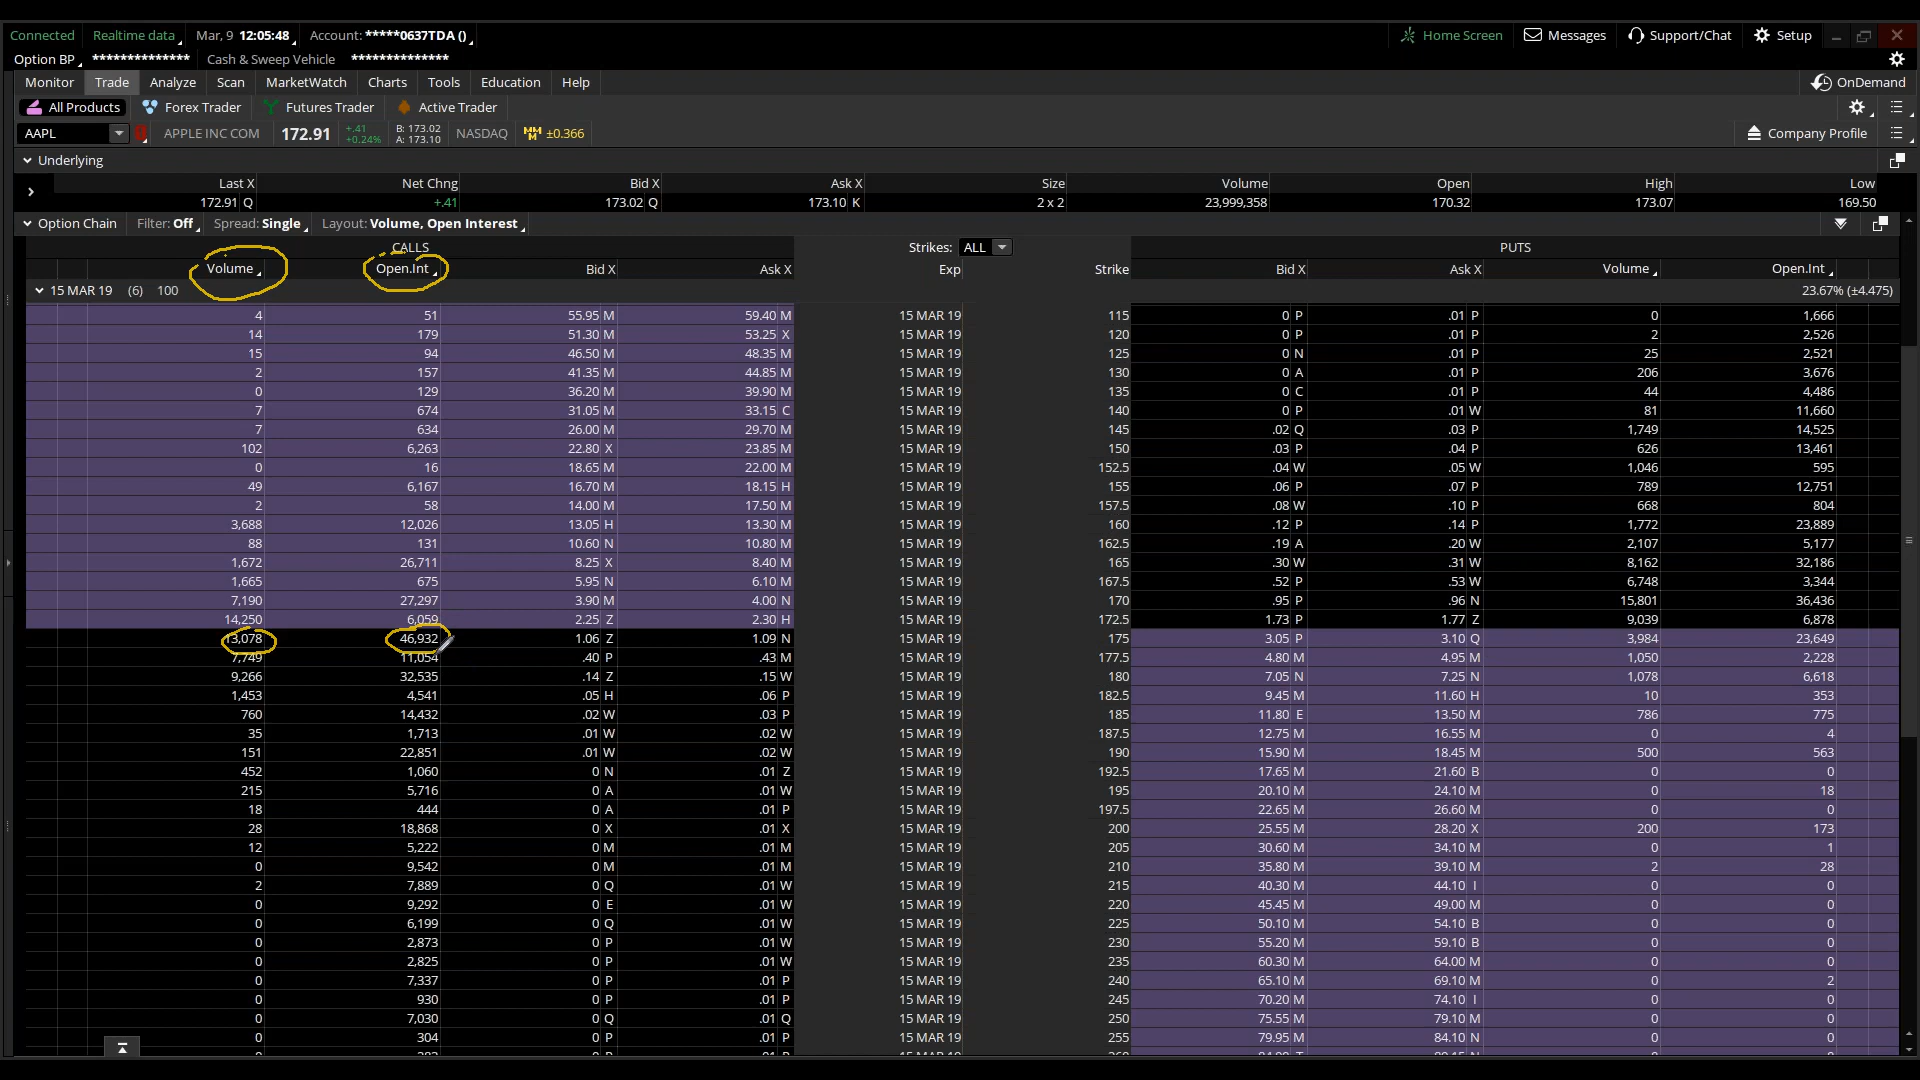 Connected Realtime data Mar, 9 12:05:48 Account: *****0637TDA () Home Screen Messages Support/Chat Setup
Option BP ************** Cash & Sweep Vehicle **************
Monitor Trade Analyze Scan MarketWatch Charts Tools Education Help OnDemand
All Products Forex Trader Futures Trader Active Trader
AAPL APPLE INC COM 172.91 +.41 +0.24% B: 173.02 A: 173.10 NASDAQ ±0.366 Company Profile
Underlying
Last X Net Chng Bid X Ask X Size Volume Open High Low
172.91 Q +.41 173.02 Q 173.10 K 2 x 2 23,999,358 170.32 173.07 169.50
Option Chain Filter: Off Spread: Single Layout: Volume, Open Interest
CALLS Strikes: ALL PUTS
Volume Open.Int Bid X Ask X Exp Strike Bid X Ask X Volume Open.Int
15 MAR 19 (6) 100 23.67% (±4.475)
4 51 55.95 M 59.40 M 15 MAR 19 115 0 P .01 P 0 1,666
14 179 51.30 M 53.25 X 15 MAR 19 120 0 P .01 P 2 2,526
15 94 46.50 M 48.35 M 15 MAR 19 125 0 N .01 P 25 2,521
2 157 41.35 M 44.85 M 15 MAR 19 130 0 A .01 P 206 3,676
0 129 36.20 M 39.90 M 15 MAR 19 135 0 C .01 P 44 4,486
7 674 31.05 M 33.15 C 15 MAR 19 140 0 P .01 W 81 11,660
7 634 26.00 M 29.70 M 15 MAR 19 145 .02 Q .03 P 1,749 14,525
102 6,263 22.80 X 23.85 M 15 MAR 19 150 .03 P .04 P 626 13,461
0 16 18.65 M 22.00 M 15 MAR 19 152.5 .04 W .05 W 1,046 595
49 6,167 16.70 M 18.15 H 15 MAR 19 155 .06 P .07 P 789 12,751
2 58 14.00 M 17.50 M 15 MAR 19 157.5 .08 W .10 P 668 804
3,688 12,026 13.05 H 13.30 M 15 MAR 19 160 .12 P .14 P 1,772 23,889
88 131 10.60 N 10.80 M 15 MAR 19 162.5 .19 A .20 W 2,107 5,177
1,672 26,711 8.25 X 8.40 M 15 MAR 19 165 .30 W .31 W 8,162 32,186
1,665 675 5.95 N 6.10 M 15 MAR 19 167.5 .52 P .53 W 6,748 3,344
7,190 27,297 3.90 M 4.00 N 15 MAR 19 170 .95 P .96 N 15,801 36,436
14,250 6,059 2.25 Z 2.30 H 15 MAR 19 172.5 1.73 P 1.77 Z 9,039 6,878
13,078 46,932 1.06 Z 1.09 N 15 MAR 19 175 3.05 P 3.10 Q 3,984 23,649
7,749 11,054 .40 P .43 M 15 MAR 19 177.5 4.80 M 4.95 M 1,050 2,228
9,266 32,535 .14 Z .15 W 15 MAR 19 180 7.05 N 7.25 N 1,078 6,618
1,453 4,541 .05 H .06 P 15 MAR 19 182.5 9.45 M 11.60 H 10 353
760 14,432 .02 W .03 P 15 MAR 19 185 11.80 E 13.50 M 786 775
35 1,713 .01 W .02 W 15 MAR 19 187.5 12.75 M 16.55 M 0 4
151 22,851 .01 W .02 W 15 MAR 19 190 15.90 M 18.45 M 500 563
452 1,060 0 N .01 Z 15 MAR 19 192.5 17.65 M 21.60 B 0 0
215 5,716 0 A .01 W 15 MAR 19 195 20.10 M 24.10 M 0 18
18 444 0 A .01 P 15 MAR 19 197.5 22.65 M 26.60 M 0 0
28 18,868 0 X .01 X 15 MAR 19 200 25.55 M 28.20 X 200 173
12 5,222 0 M .01 M 15 MAR 19 205 30.60 M 34.10 M 0 1
0 9,542 0 M .01 M 15 MAR 19 210 35.80 M 39.10 M 2 28
2 7,889 0 Q .01 W 15 MAR 19 215 40.30 M 44.10 I 0 0
0 9,292 0 E .01 W 15 MAR 19 220 45.45 M 49.00 M 0 0
0 6,199 0 Q .01 W 15 MAR 19 225 50.10 M 54.10 B 0 0
0 2,873 0 P .01 W 15 MAR 19 230 55.20 M 59.10 B 0 0
0 2,825 0 P .01 W 15 MAR 19 235 60.30 M 64.00 M 0 0
0 7,337 0 P .01 P 15 MAR 19 240 65.10 M 69.10 M 0 2
0 930 0 P .01 P 15 MAR 19 245 70.20 M 74.10 I 0 0
0 7,030 0 Q .01 Q 15 MAR 19 250 75.55 M 79.10 M 0 0
0 304 0 P .01 P 15 MAR 19 255 79.95 M 84.10 N 0 0